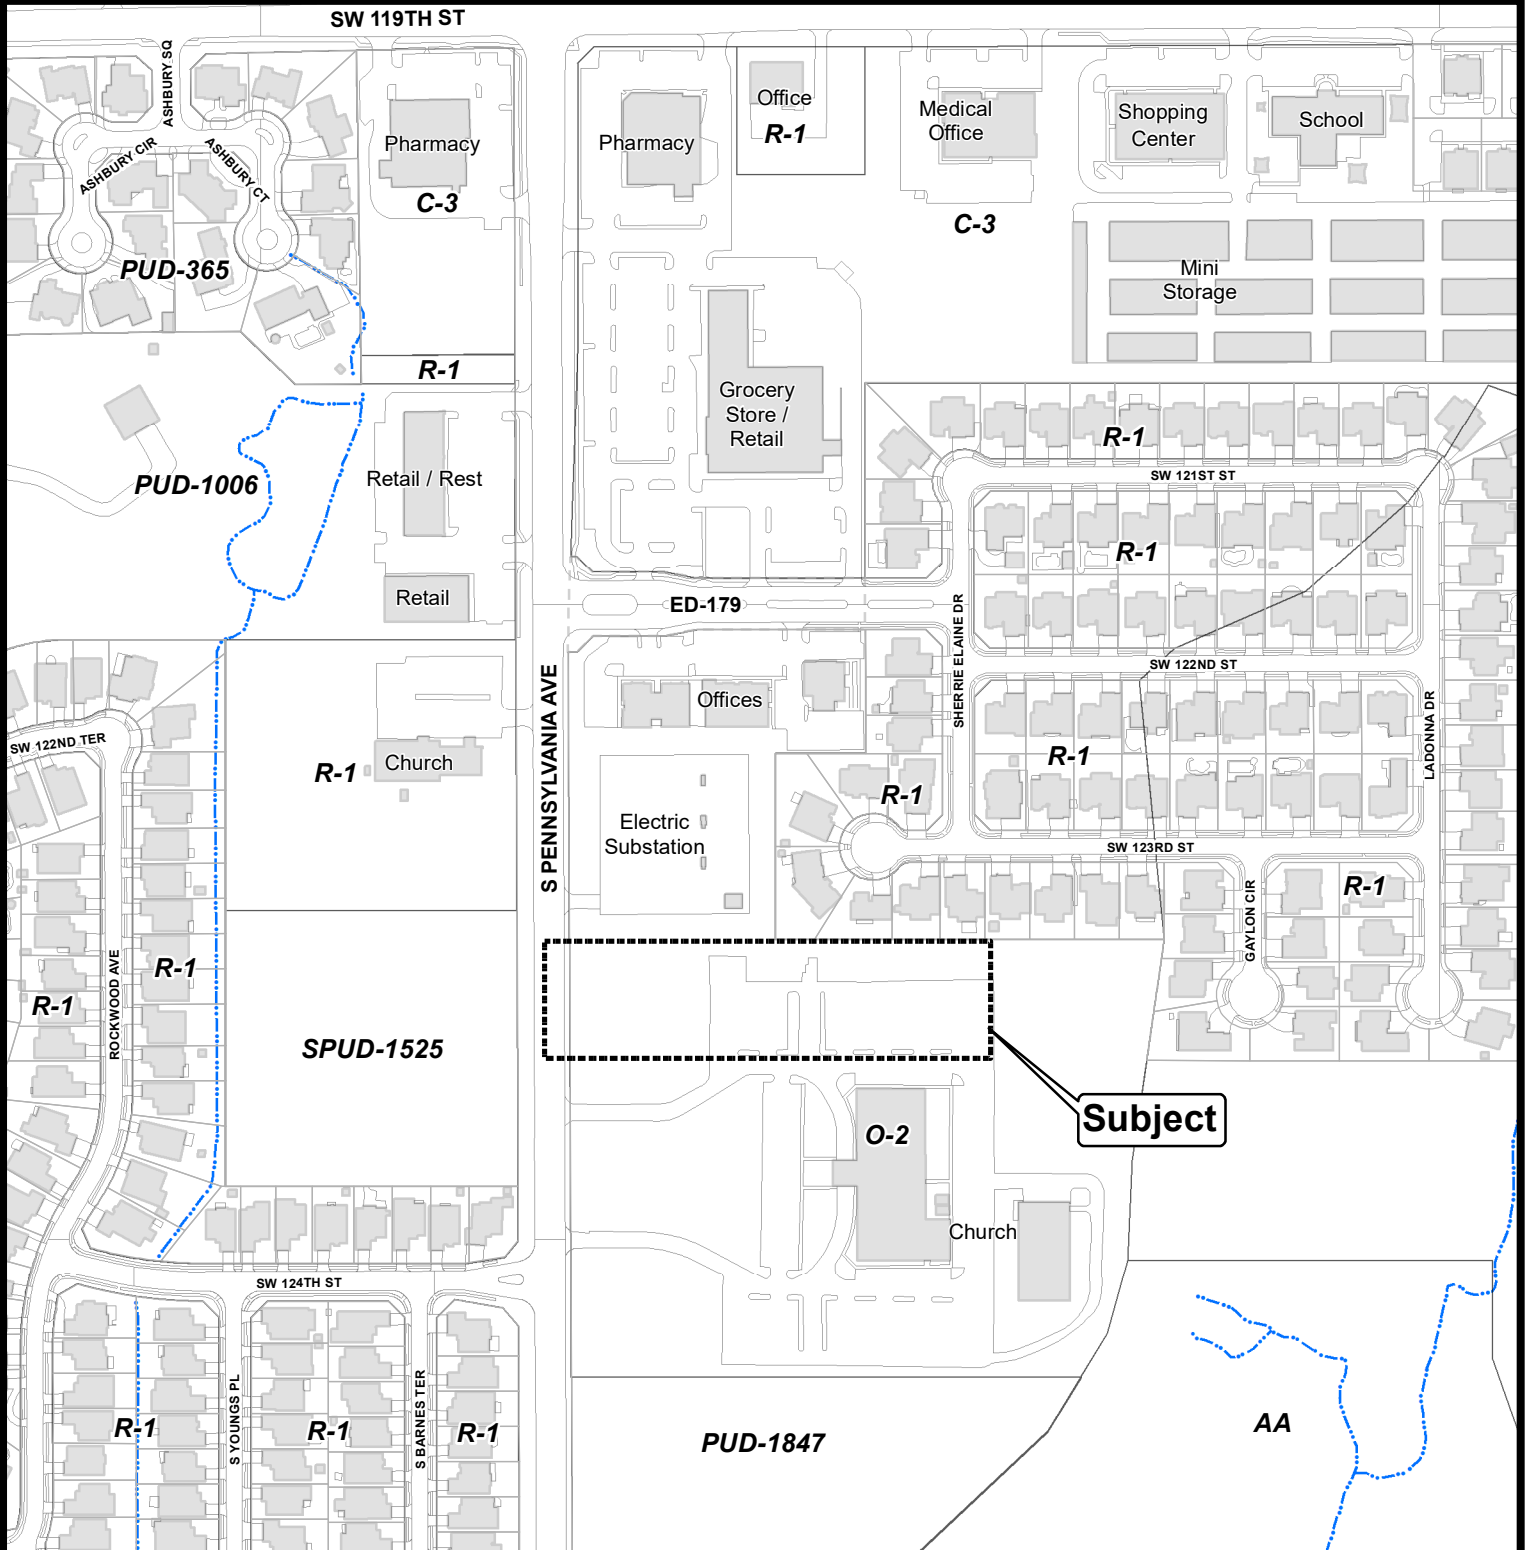 SW 119TH ST
ASHBURY SQ
ASHBURY CIR
ASHBURY CT
Pharmacy
C-3
PUD-365
Pharmacy
Office
R-1
Medical
Office
Shopping
Center
School
C-3
Mini
Storage
R-1
Grocery
Store /
Retail
R-1
PUD-1006
Retail / Rest
SW 121ST ST
R-1
Retail
ED-179
SHERRIE ELAINE DR
SW 122ND ST
S PENNSYLVANIA AVE
Offices
LADONNA DR
SW 122ND TER
R-1
Church
R-1
R-1
Electric
Substation
SW 123RD ST
R-1
GAYLON CIR
R-1
R-1
ROCKWOOD AVE
SPUD-1525
Subject
O-2
Church
SW 124TH ST
S YOUNGS PL
S BARNES TER
R-1
R-1
R-1
PUD-1847
AA